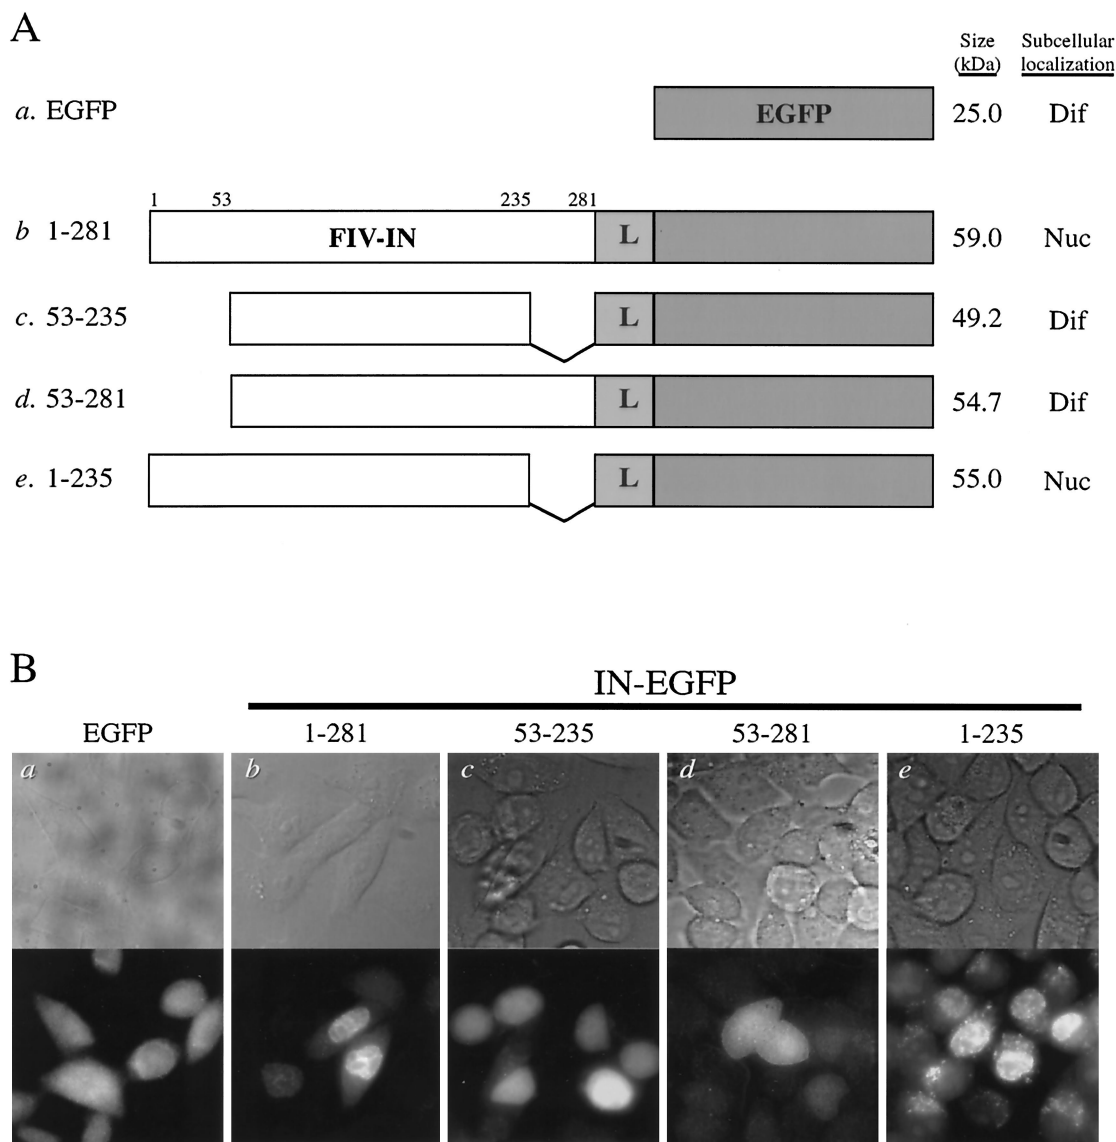 A
Size
(kDa)
Subcellular
localization
a. EGFP
EGFP
25.0
Dif
1 53 235 281
b 1-281
FIV-IN
L
59.0
Nuc
c. 53-235
L
49.2
Dif
d. 53-281
L
54.7
Dif
e. 1-235
L
55.0
Nuc
B
IN-EGFP
EGFP
1-281
53-235
53-281
1-235
a
b
c
d
e